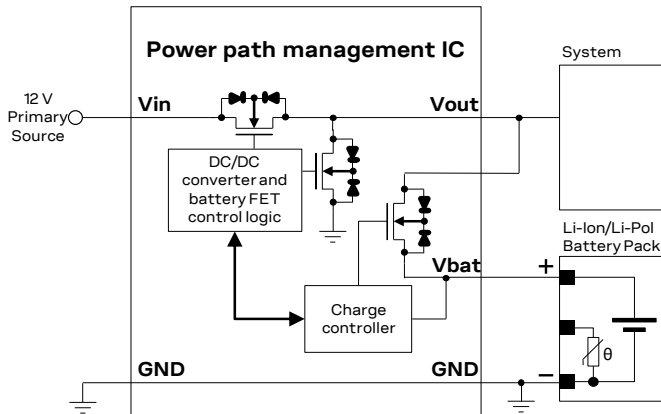 Power path management IC
System
12 V
Primary
Source
Vin
Vout
DC/DC
converter and
battery FET
control logic
Li-Ion/Li-Pol
Battery Pack
Vbat
+
Charge
controller
θ
GND
GND
−